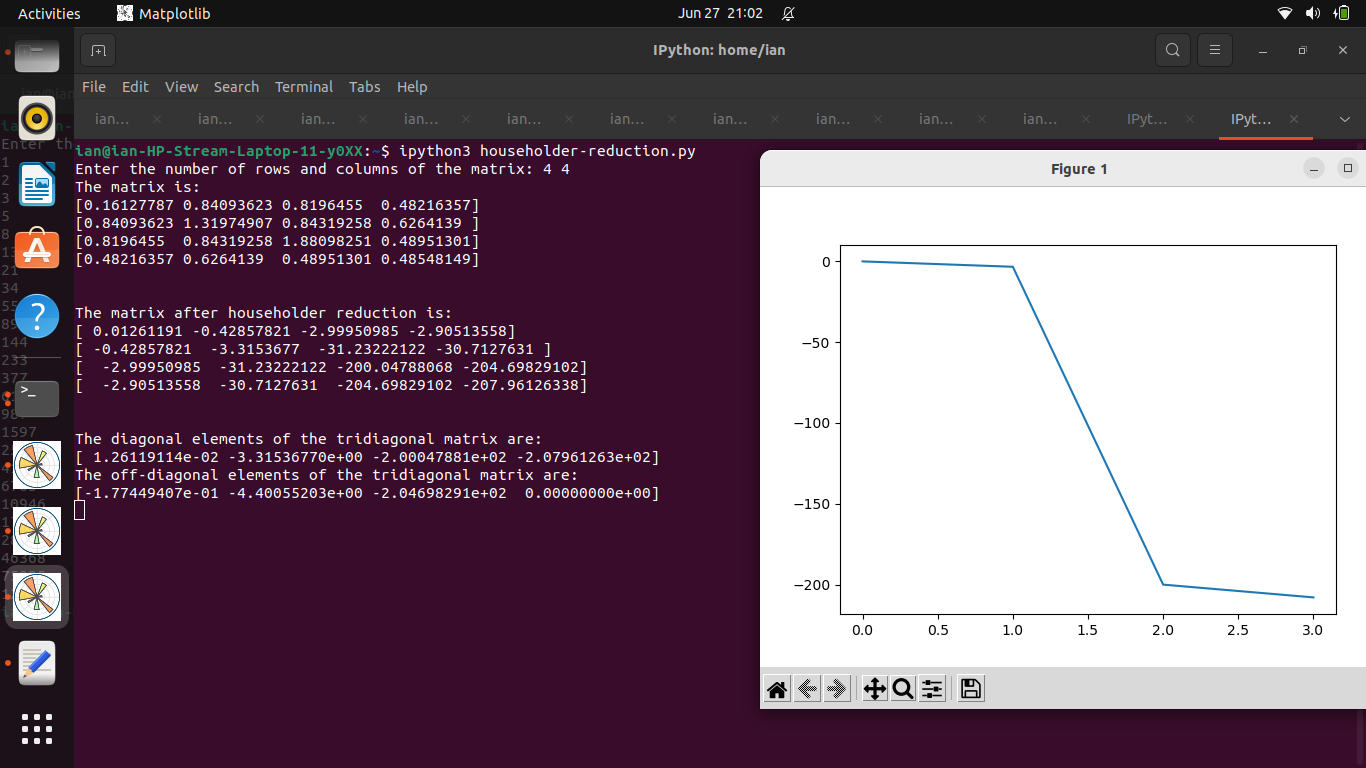 Activities
Matplotlib
Jun 27 21:02
IPython: home/ian
File Edit View Search Terminal Tabs Help
ian... × ian... × ian... × ian... × ian... × ian... × ian... × ian... × ian... × ian... × IPyt... × IPyt... ×
ian@ian-HP-Stream-Laptop-11-y0XX:~$ ipython3 householder-reduction.py
Enter the number of rows and columns of the matrix: 4 4
The matrix is:
[0.16127787 0.84093623 0.8196455  0.48216357]
[0.84093623 1.31974907 0.84319258 0.6264139 ]
[0.8196455  0.84319258 1.88098251 0.48951301]
[0.48216357 0.6264139  0.48951301 0.48548149]
The matrix after householder reduction is:
[ 0.01261191 -0.42857821 -2.99950985 -2.90513558]
[ -0.42857821  -3.3153677  -31.23222122 -30.7127631 ]
[  -2.99950985  -31.23222122 -200.04788068 -204.69829102]
[  -2.90513558  -30.7127631  -204.69829102 -207.96126338]
The diagonal elements of the tridiagonal matrix are:
[ 1.26119114e-02 -3.31536770e+00 -2.00047881e+02 -2.07961263e+02]
The off-diagonal elements of the tridiagonal matrix are:
[-1.77449407e-01 -4.40055203e+00 -2.04698291e+02  0.00000000e+00]
Figure 1
0
−50
−100
−150
−200
0.0 0.5 1.0 1.5 2.0 2.5 3.0